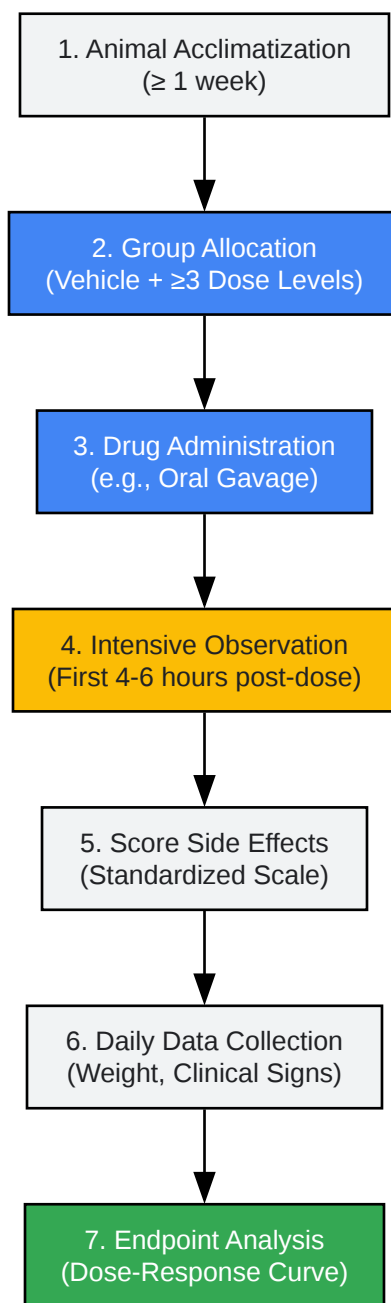 1. Animal Acclimatization
(≥ 1 week)
2. Group Allocation
(Vehicle + ≥3 Dose Levels)
3. Drug Administration
(e.g., Oral Gavage)
4. Intensive Observation
(First 4-6 hours post-dose)
5. Score Side Effects
(Standardized Scale)
6. Daily Data Collection
(Weight, Clinical Signs)
7. Endpoint Analysis
(Dose-Response Curve)